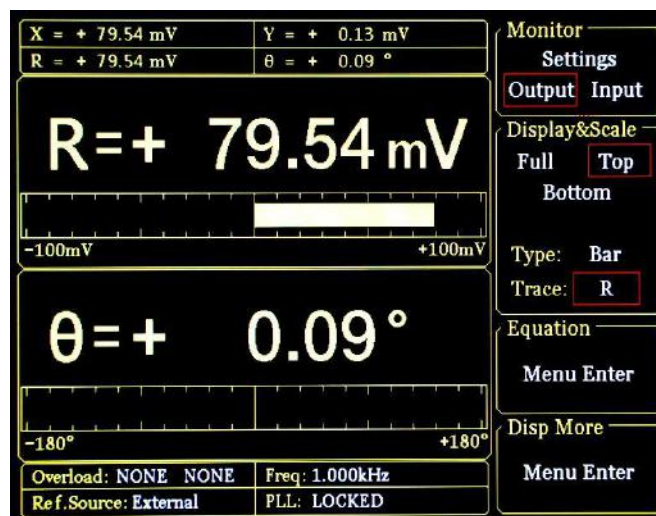 X = + 79.54 mV
Y = + 0.13 mV
R = + 79.54 mV
θ = + 0.09 °
R=+ 79.54 mV
-100mV
+100mV
θ=+ 0.09 °
-180°
+180°
Overload: NONE NONE
Freq: 1.000kHz
Ref.Source: External
PLL: LOCKED
Monitor
Settings
Output Input
Display&Scale
Full Top
Bottom
Type: Bar
Trace: R
Equation
Menu Enter
Disp More
Menu Enter